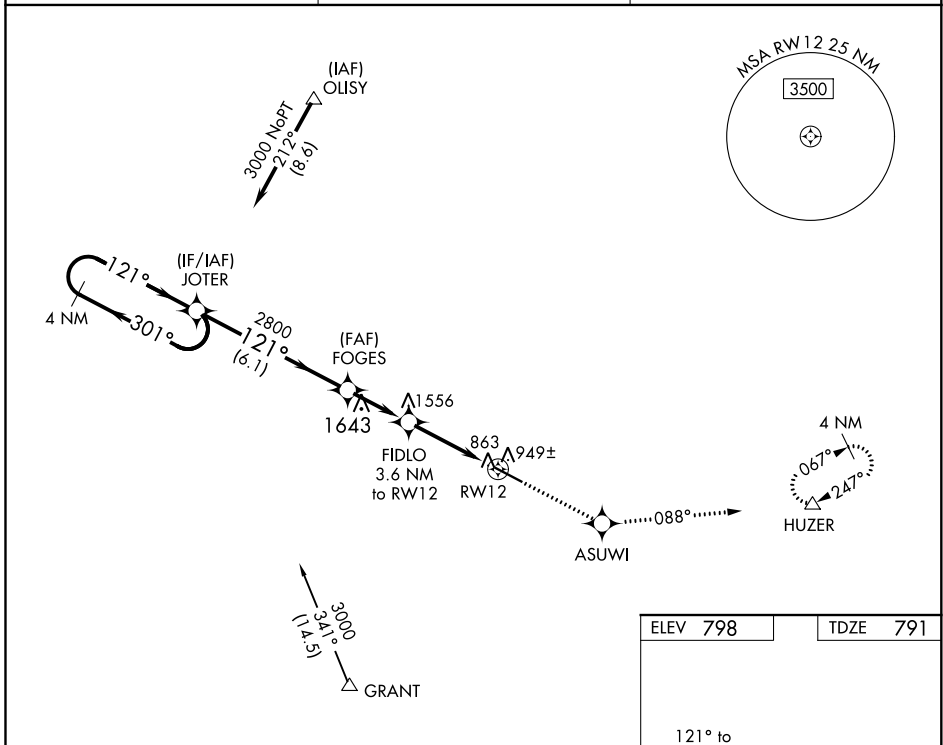 MSA RW12 25 NM
3500
(IAF)
OLISY
3000 NoPT
212°
(8.6)
(IF/IAF)
JOTER
121°
301°
4 NM
2800
121°
(6.1)
(FAF)
FOGES
1643
1556
FIDLO
3.6 NM
to RW12
863
949±
RW12
ASUWI
088°
4 NM
067°
247°
HUZER
3000
341°
(14.5)
GRANT
ELEV 798
TDZE 791
121° to